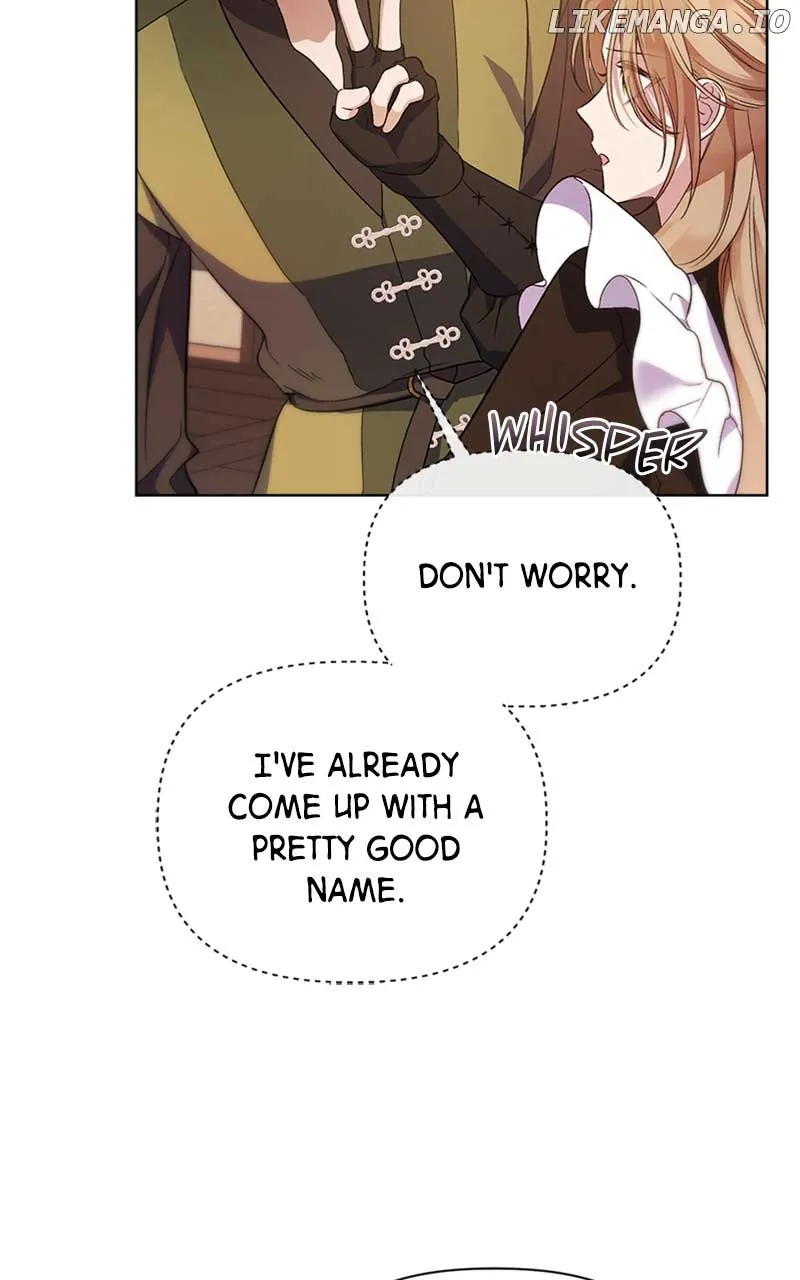 LIKEMANGA.IO
WHISPER
DON'T WORRY.
I'VE ALREADY
COME UP WITH A
PRETTY GOOD
NAME.